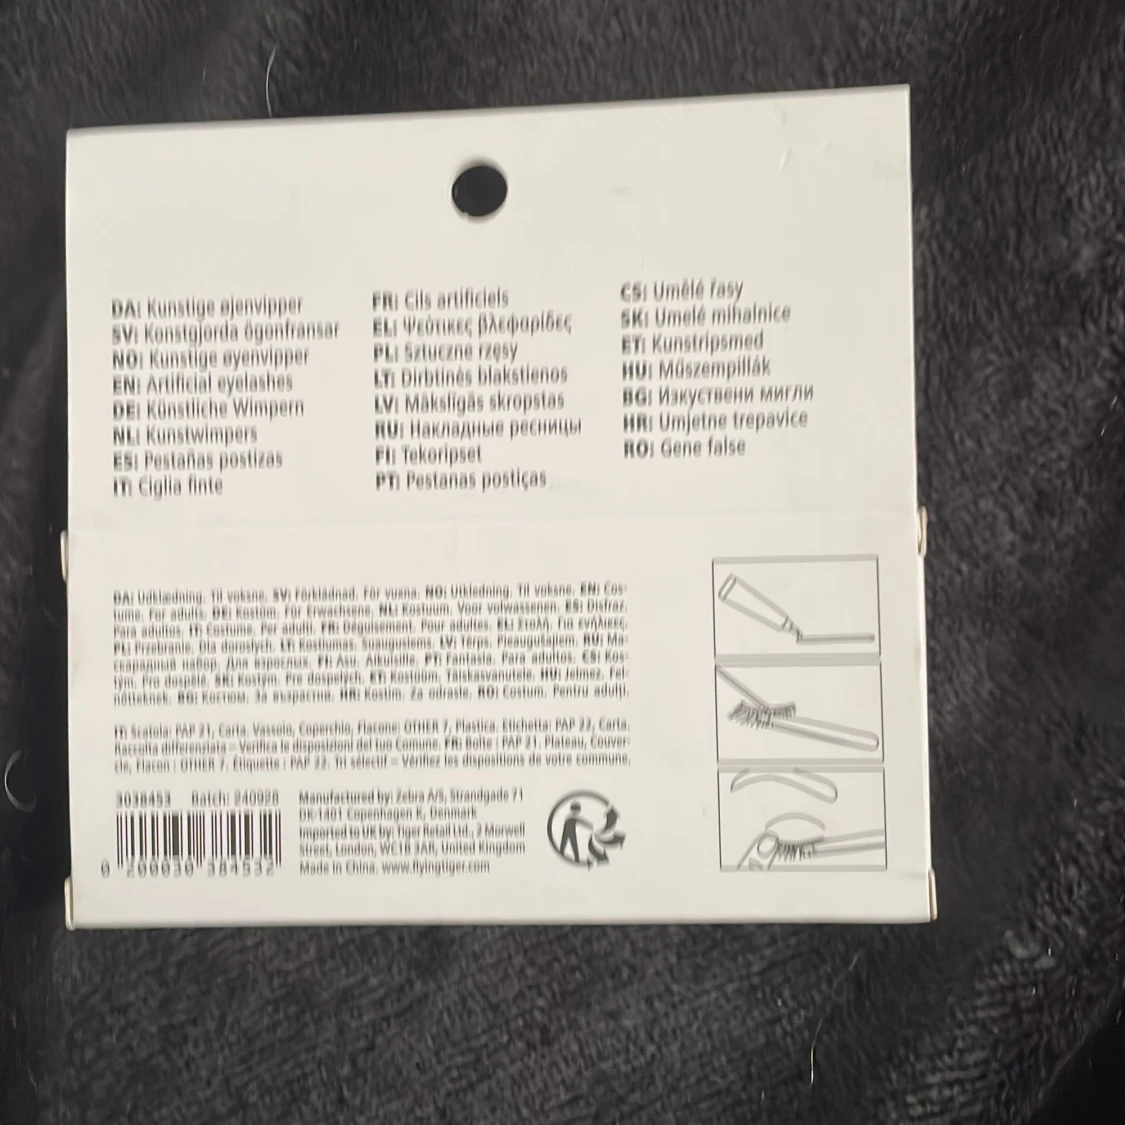 DA: Kunstige øjenvipper
SV: Konstgjorda ögonfransar
NO: Kunstige øyenvipper
EN: Artificial eyelashes
DE: Künstliche Wimpern
NL: Kunstwimpers
ES: Pestañas postizas
IT: Ciglia finte
FR: Cils artificiels
EL: Ψεύτικες βλεφαρίδες
PL: Sztuczne rzęsy
LT: Dirbtinės blakstienos
LV: Mākslīgās skropstas
RU: Накладные ресницы
FI: Tekoripset
PT: Pestanas postiças
CS: Umělé řasy
SK: Umelé mihalnice
ET: Kunstripsmed
HU: Műszempillák
BG: Изкуствени мигли
HR: Umjetne trepavice
RO: Gene false
DA: Udklædning. Til voksne. SV: Förklädnad. För vuxna. NO: Utkledning. Til voksne. EN: Cos-
tume. For adults. DE: Kostüm. Für Erwachsene. NL: Kostuum. Voor volwassenen. ES: Disfraz.
Para adultos. IT: Costume. Per adulti. FR: Déguisement. Pour adultes. EL: Στολή. Για ενήλικες.
PL: Przebranie. Dla dorosłych. LT: Kostiumas. Suaugusiems. LV: Tērps. Pieaugušajiem. RU: Ма-
скарадный набор. Для взрослых. FI: Asu. Aikuisille. PT: Fantasia. Para adultos. CS: Kos-
tým. Pro dospělé. SK: Kostým. Pre dospelých. ET: Kostüüm. Täiskasvanutele. HU: Jelmez. Fel-
nőtteknek. BG: Костюм. За възрастни. HR: Kostim. Za odrasle. RO: Costum. Pentru adulți.
IT: Scatola: PAP 21, Carta. Vassoio, Coperchio, Flacone: OTHER 7, Plastica. Etichetta: PAP 22, Carta.
Raccolta differenziata – Verifica le disposizioni del tuo Comune. FR: Boîte : PAP 21. Plateau, Couver-
cle, Flacon : OTHER 7. Étiquette : PAP 22. Tri sélectif – Vérifiez les dispositions de votre commune.
3038453 Batch: 240928
0 200030 384532
Manufactured by: Zebra A/S, Strandgade 71
DK-1401 Copenhagen K, Denmark
Imported to UK by: Tiger Retail Ltd., 2 Morwell
Street, London, WC1B 3AR, United Kingdom
Made in China. www.flyingtiger.com